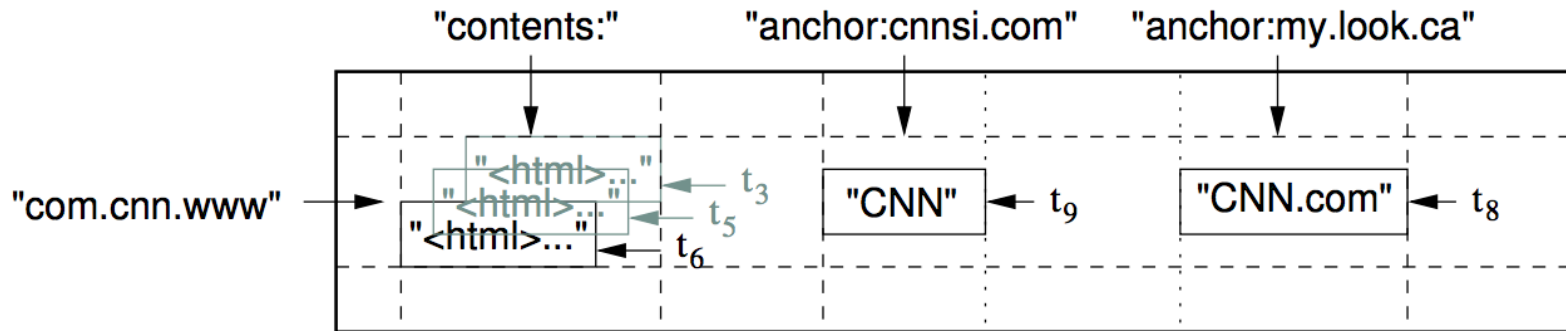 "contents:" "anchor:cnnsi.com" "anchor:my.look.ca"
"<html>..." t3
"com.cnn.www" "<html>..." t5 "CNN" t9 "CNN.com" t8
"<html>..." t6